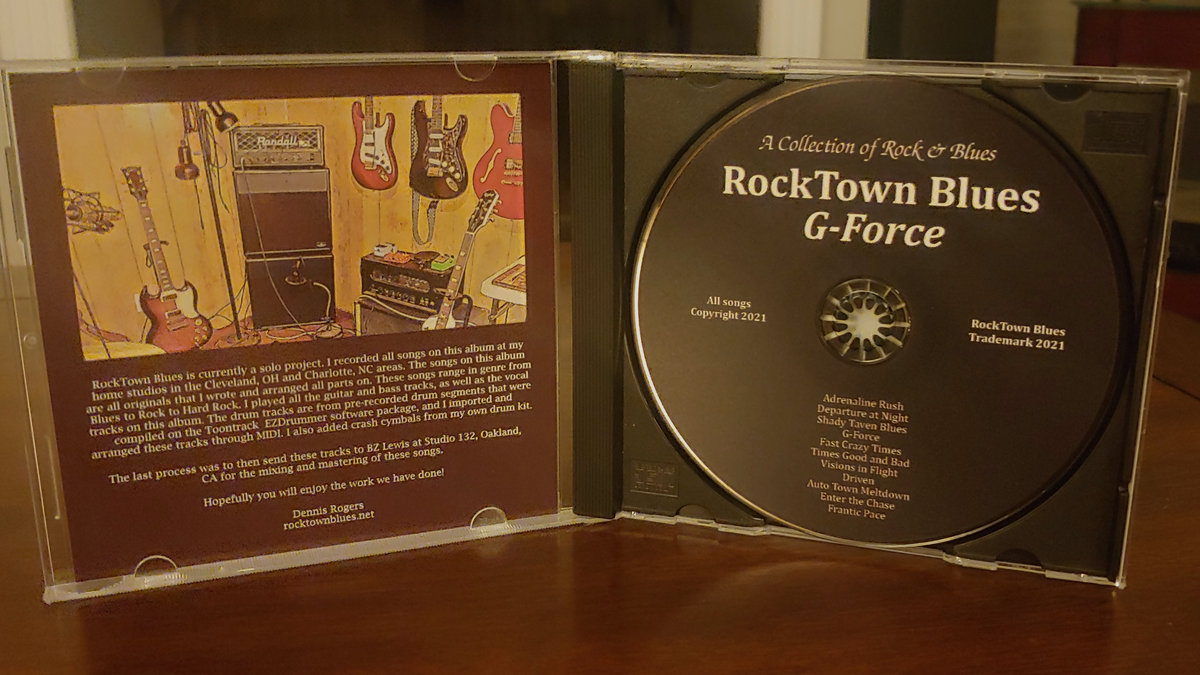 Randall
RockTown Blues is currently a solo project. I recorded all songs on this album at my
home studios in the Cleveland, OH and Charlotte, NC areas. The songs on this album
are all originals that I wrote and arranged all parts on. These songs range in genre from
Blues to Rock to Hard Rock. I played all the guitar and bass tracks, as well as the vocal
tracks on this album. The drum tracks are from pre-recorded drum segments that were
compiled on the Toontrack EZDrummer software package, and I imported and
arranged these tracks through MIDI. I also added crash cymbals from my own drum kit.
The last process was to then send these tracks to BZ Lewis at Studio 132, Oakland,
CA for the mixing and mastering of these songs.
Hopefully you will enjoy the work we have done!
Dennis Rogers
rocktownblues.net
A Collection of Rock & Blues
RockTown Blues
G-Force
All songs
Copyright 2021
RockTown Blues
Trademark 2021
Adrenaline Rush
Departure at Night
Shady Taven Blues
G-Force
Fast Crazy Times
Times Good and Bad
Visions in Flight
Driven
Auto Town Meltdown
Enter the Chase
Frantic Pace